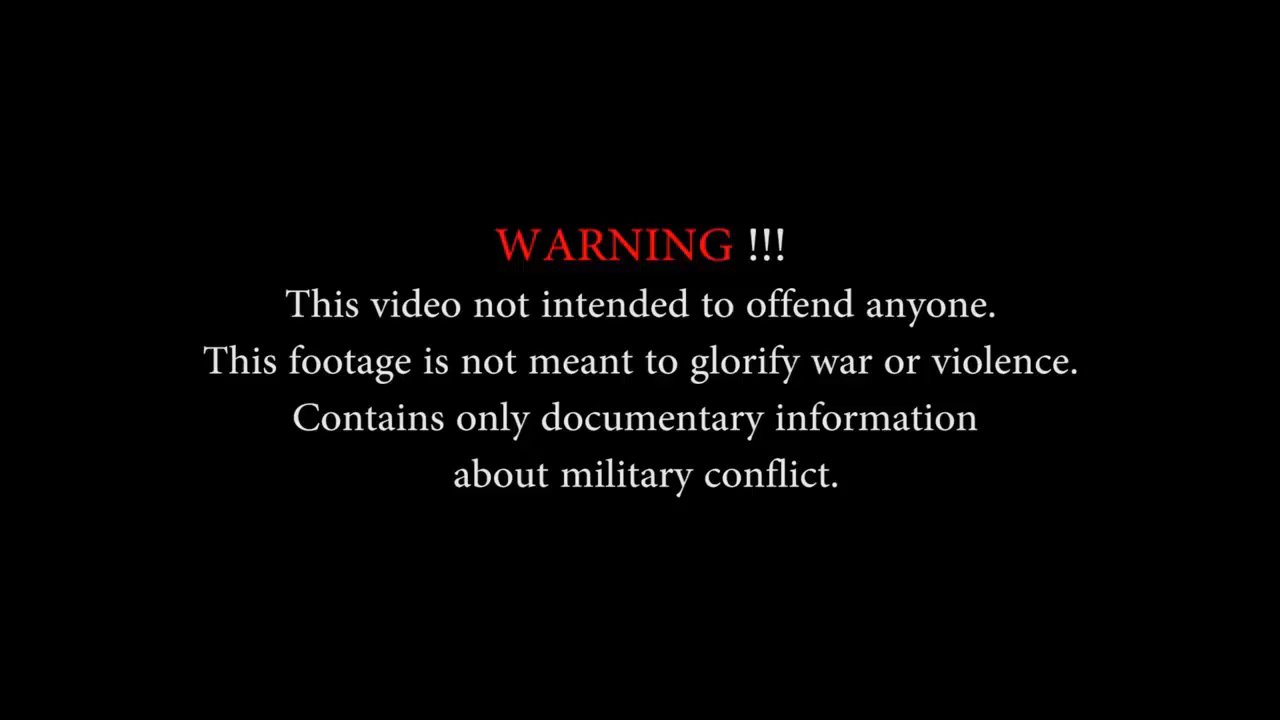 WARNING !!!
This video not intended to offend anyone.
This footage is not meant to glorify war or violence.
Contains only documentary information
about military conflict.